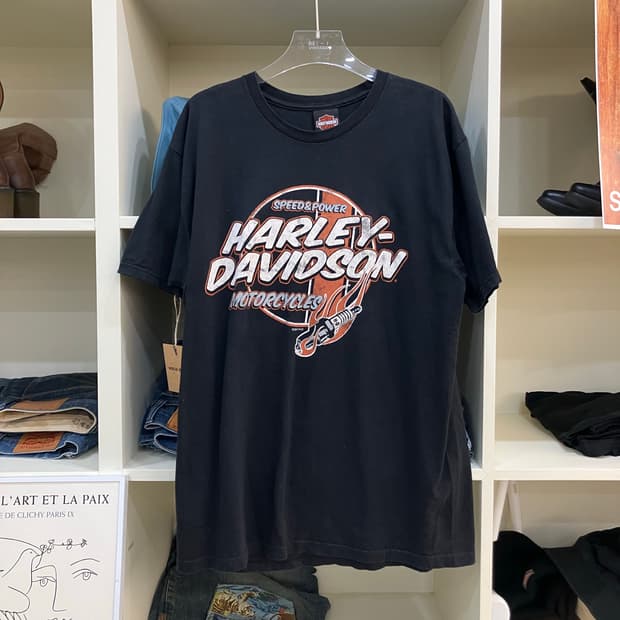 SPEED&POWER
HARLEY-
DAVIDSON
MOTORCYCLES
L'ART ET LA PAIX
E DE CLICHY PARIS IX
S